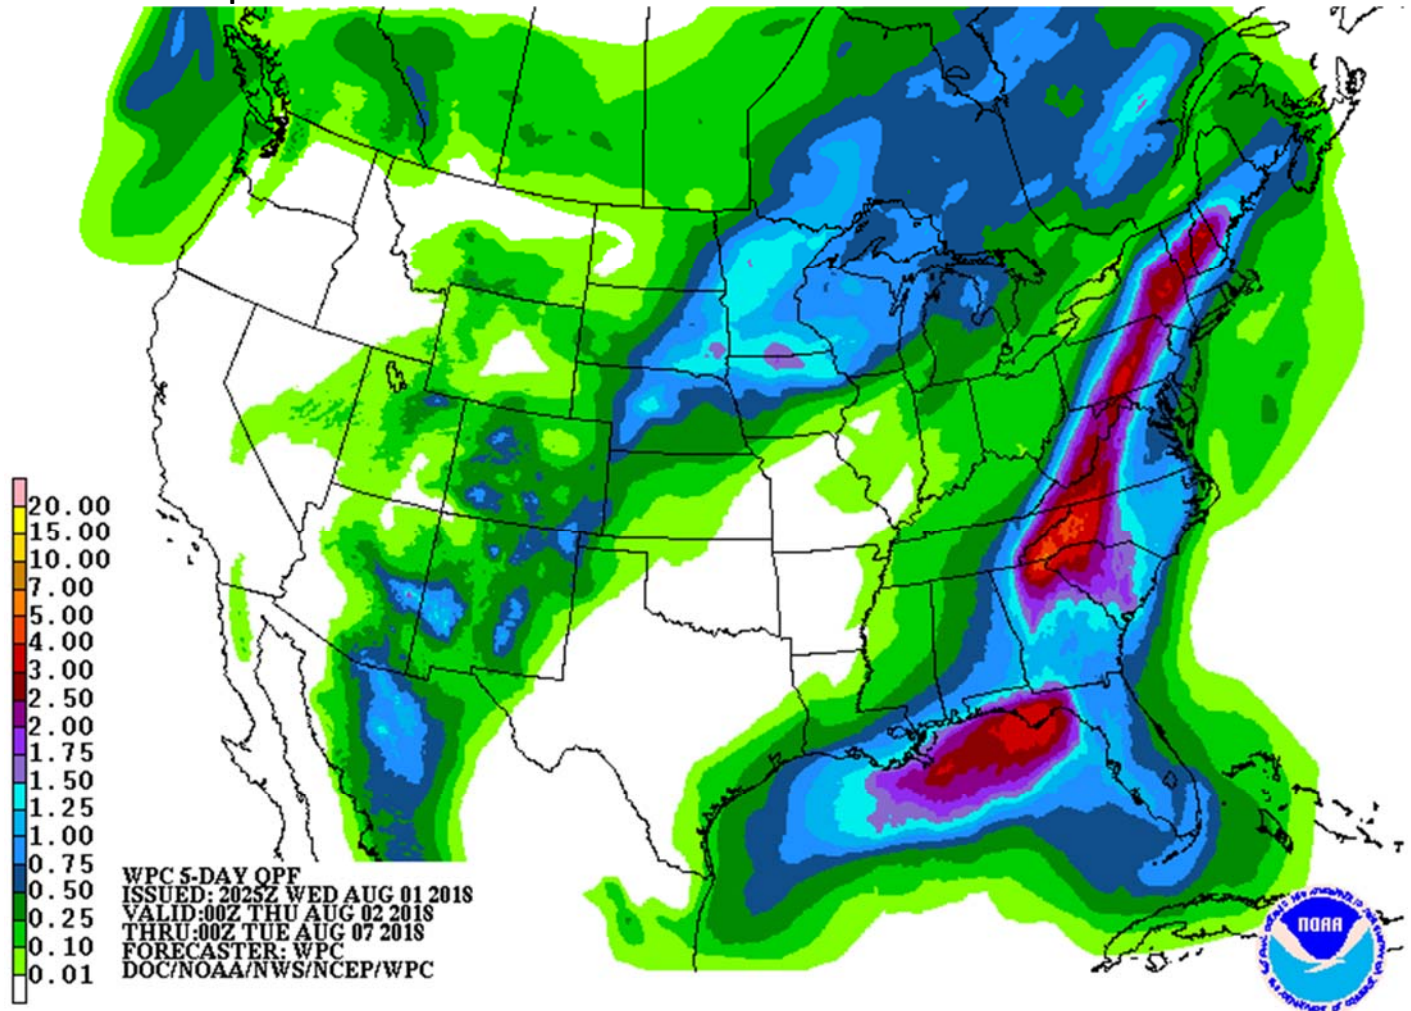 20.00
15.00
10.00
7.00
5.00
4.00
3.00
2.50
2.00
1.75
1.50
1.25
1.00
0.75
0.50
0.25
0.10
0.01
WPC 5-DAY QPF
ISSUED: 2025Z WED AUG 01 2018
VALID:00Z THU AUG 02 2018
THRU:00Z TUE AUG 07 2018
FORECASTER: WPC
DOC/NOAA/NWS/NCEP/WPC
NOAA